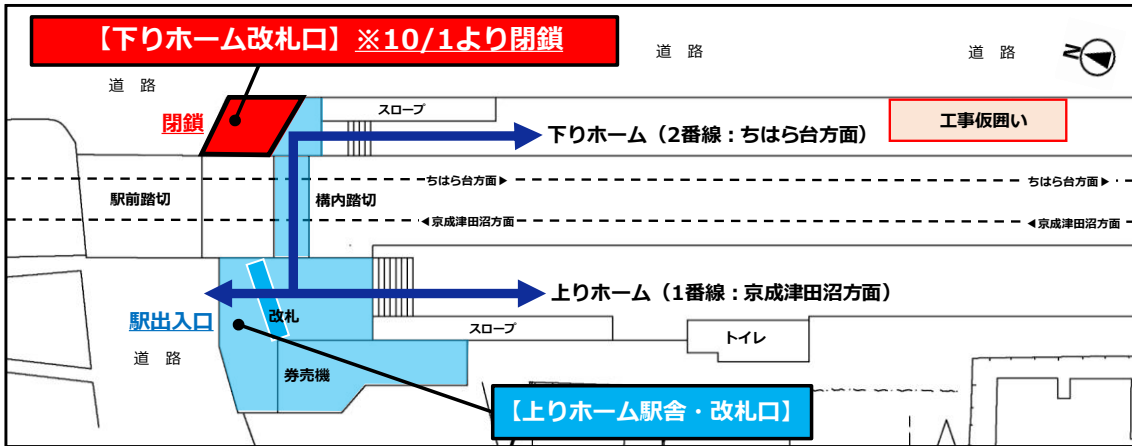 【下りホーム改札口】※10/1より閉鎖
道 路
道 路
N
道 路
スロープ
閉鎖
工事仮囲い
下りホーム（2番線：ちはら台方面）
ちはら台方面▶
ちはら台方面▶
駅前踏切
構内踏切
◀京成津田沼方面
◀京成津田沼方面
上りホーム（1番線：京成津田沼方面）
改札
駅出入口
スロープ
トイレ
道 路
券売機
【上りホーム駅舎・改札口】